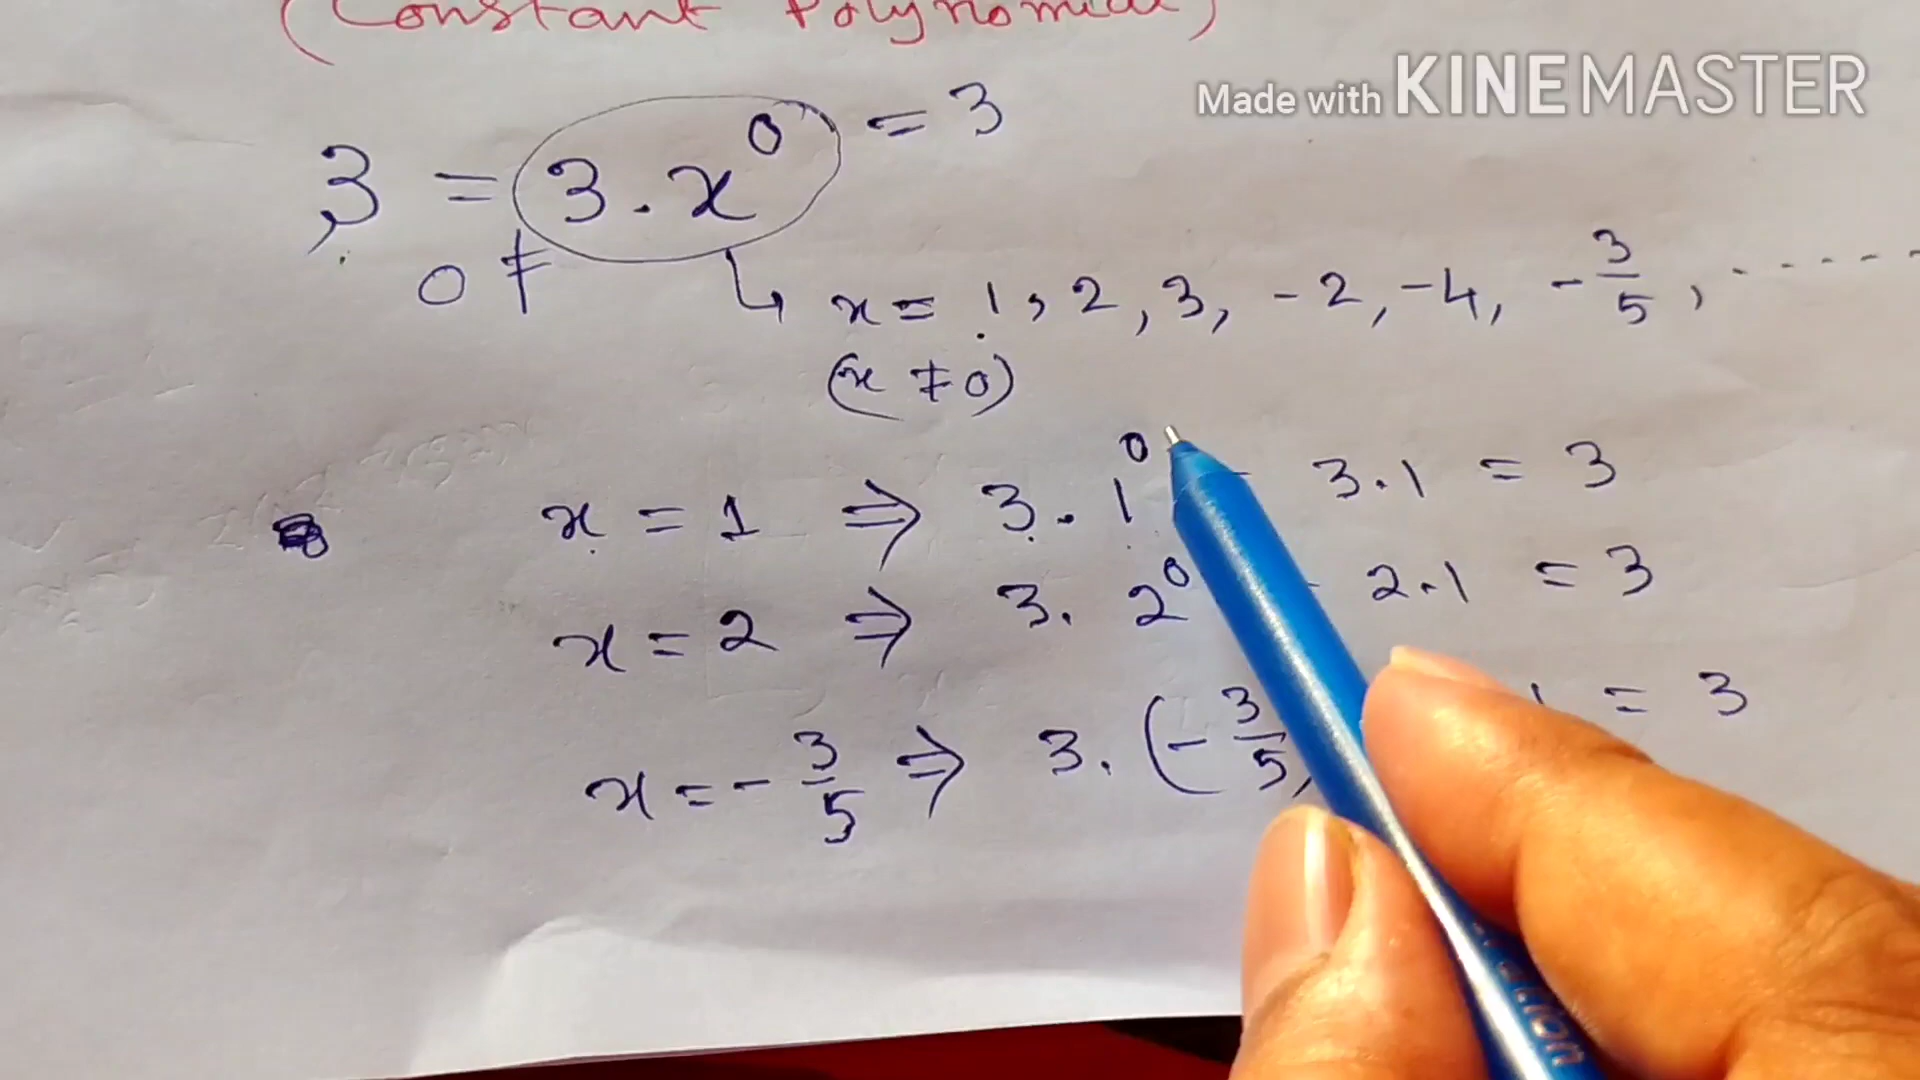 (Constant Polynomial)
Made with KINEMASTER
3 = 3.x⁰ = 3
0 ≠
x = 1, 2, 3, -2, -4, -3/5, ......
(x ≠ 0)
x = 1 ⇒ 3.1⁰ 3.1 = 3
x = 2 ⇒ 3.2⁰ - 2.1 = 3
x = -3/5 ⇒ 3.(-3/5 1 = 3